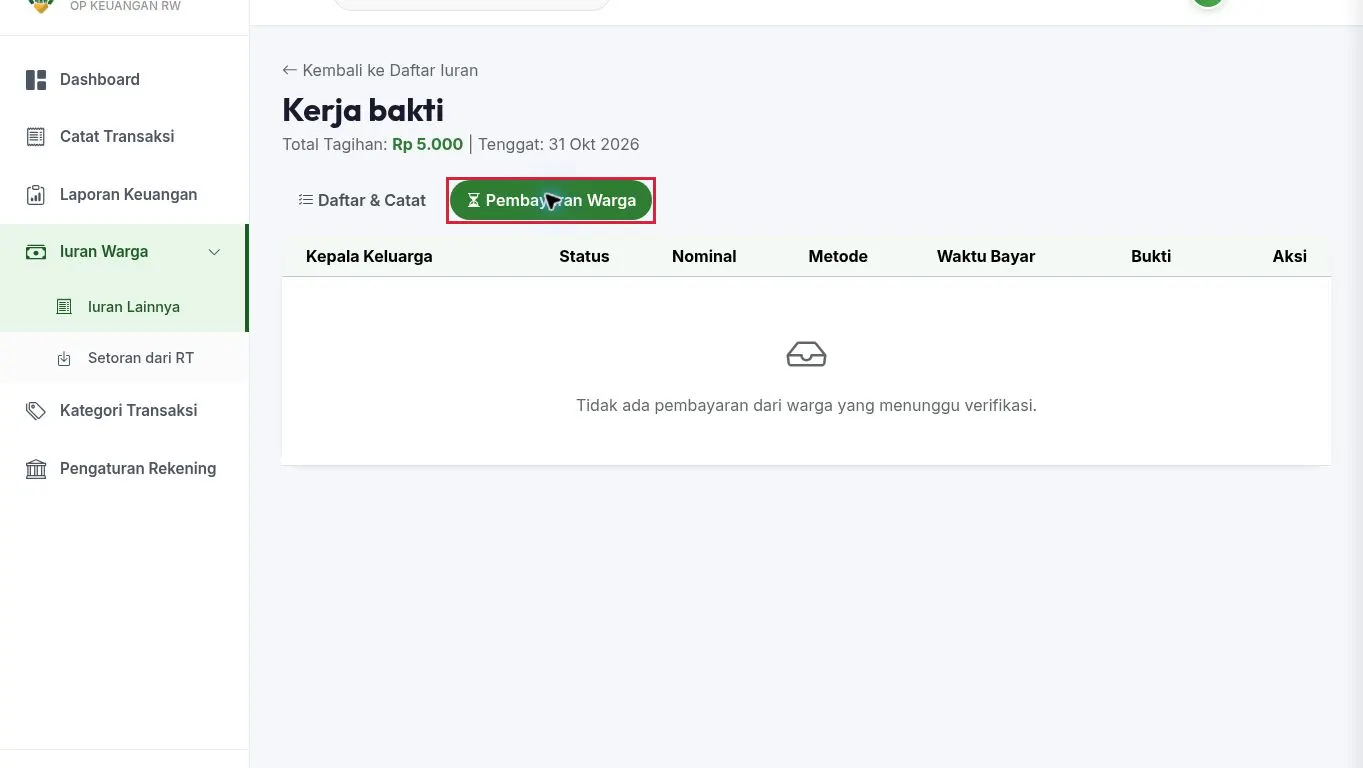 OP KEUANGAN RW
Dashboard
Catat Transaksi
Laporan Keuangan
Iuran Warga
Iuran Lainnya
Setoran dari RT
Kategori Transaksi
Pengaturan Rekening
← Kembali ke Daftar Iuran
Kerja bakti
Total Tagihan: Rp 5.000 | Tenggat: 31 Okt 2026
Daftar & Catat Pembayaran Warga
Kepala Keluarga Status Nominal Metode Waktu Bayar Bukti Aksi
Tidak ada pembayaran dari warga yang menunggu verifikasi.